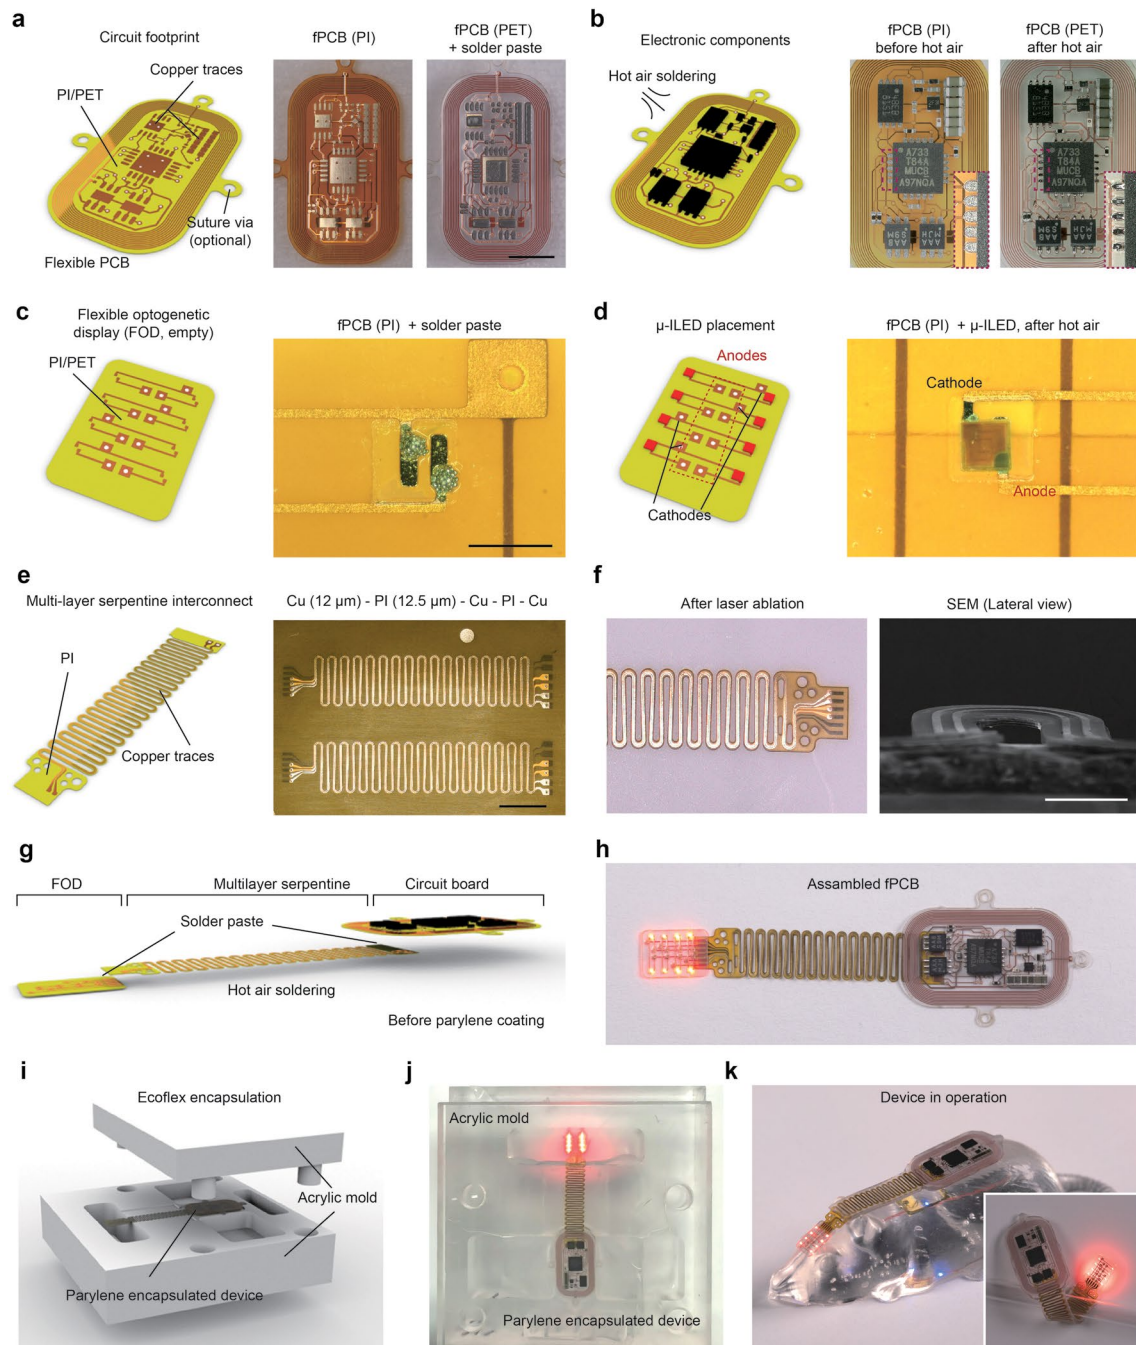 a
Circuit footprint
Copper traces
PI/PET
Suture via
(optional)
Flexible PCB
fPCB (PI)
fPCB (PET)
+ solder paste
b
Electronic components
Hot air soldering
fPCB (PI)
before hot air
fPCB (PET)
after hot air
A733
T84A
MUCB
A97NQA
A733
T84A
MUCB
A97NQA
c
Flexible optogenetic
display (FOD, empty)
PI/PET
fPCB (PI) + solder paste
d
µ-ILED placement
Anodes
Cathodes
fPCB (PI) + µ-ILED, after hot air
Cathode
Anode
e
Multi-layer serpentine interconnect
PI
Copper traces
Cu (12 µm) - PI (12.5 µm) - Cu - PI - Cu
f
After laser ablation
SEM (Lateral view)
g
FOD
Multilayer serpentine
Circuit board
Solder paste
Hot air soldering
Before parylene coating
h
Assambled fPCB
i
Ecoflex encapsulation
Acrylic mold
Parylene encapsulated device
j
Acrylic mold
Parylene encapsulated device
k
Device in operation